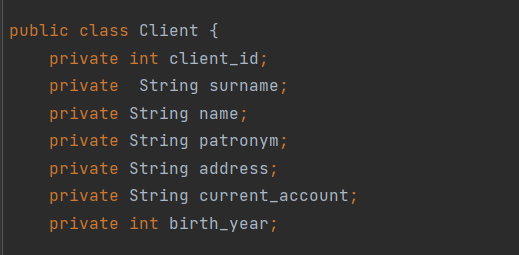 public class Client {
    private int client_id;
    private  String surname;
    private String name;
    private String patronym;
    private String address;
    private String current_account;
    private int birth_year;